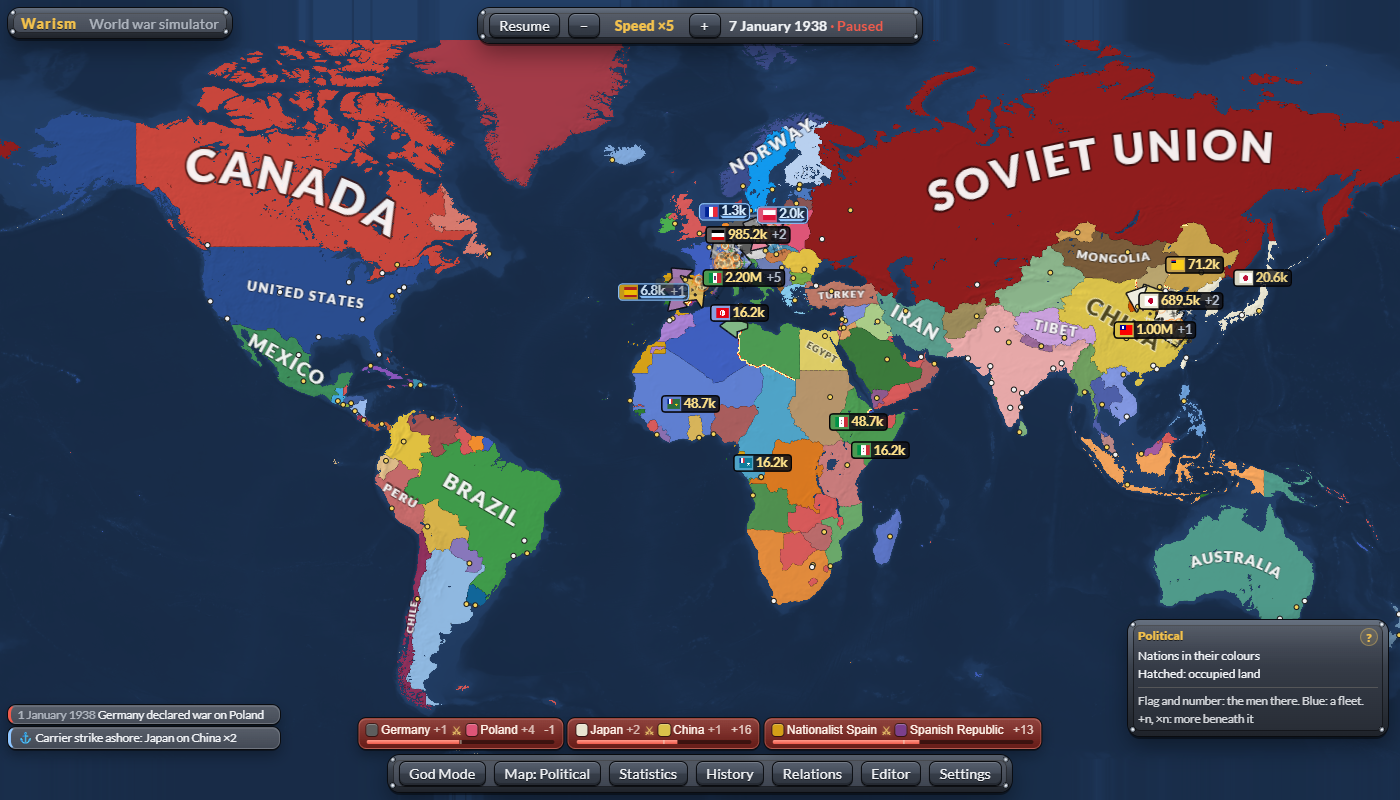 Warism World war simulator
Resume − Speed ×5 + 7 January 1938 · Paused
CANADA
UNITED STATES
MEXICO
PERU
BRAZIL
CHILE
NORWAY
SOVIET UNION
MONGOLIA
TURKEY
IRAN
TIBET
CHINA
EGYPT
AUSTRALIA
1.3k
2.0k
985.2k +2
2.20M +5
6.8k +1
16.2k
48.7k
48.7k
16.2k
16.2k
71.2k
20.6k
689.5k +2
1.00M +1
Political ?
Nations in their colours
Hatched: occupied land
Flag and number: the men there. Blue: a fleet.
+n, ×n: more beneath it
1 January 1938 Germany declared war on Poland
Carrier strike ashore: Japan on China ×2
Germany +1 Poland +4 -1
Japan +2 China +1 +16
Nationalist Spain Spanish Republic +13
God Mode Map: Political Statistics History Relations Editor Settings